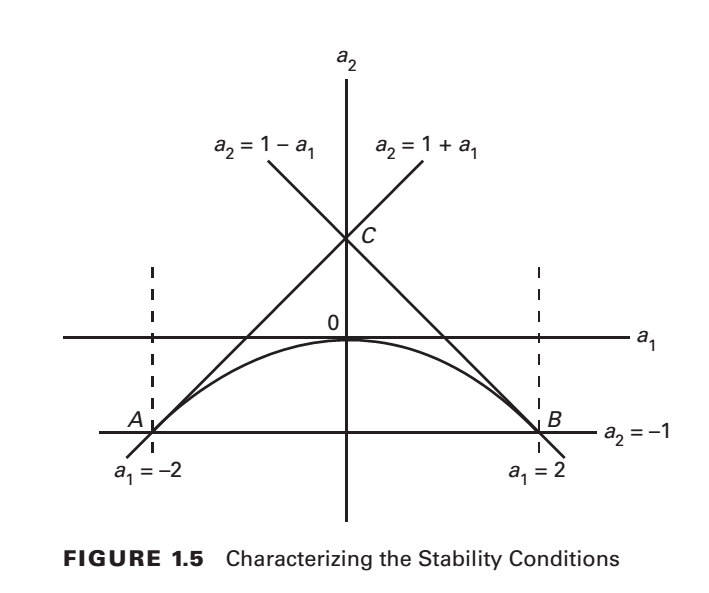 a₂
a₂ = 1 – a₁
a₂ = 1 + a₁
C
0
a₁
A
B
a₂ = –1
a₁ = –2
a₁ = 2
FIGURE 1.5 Characterizing the Stability Conditions